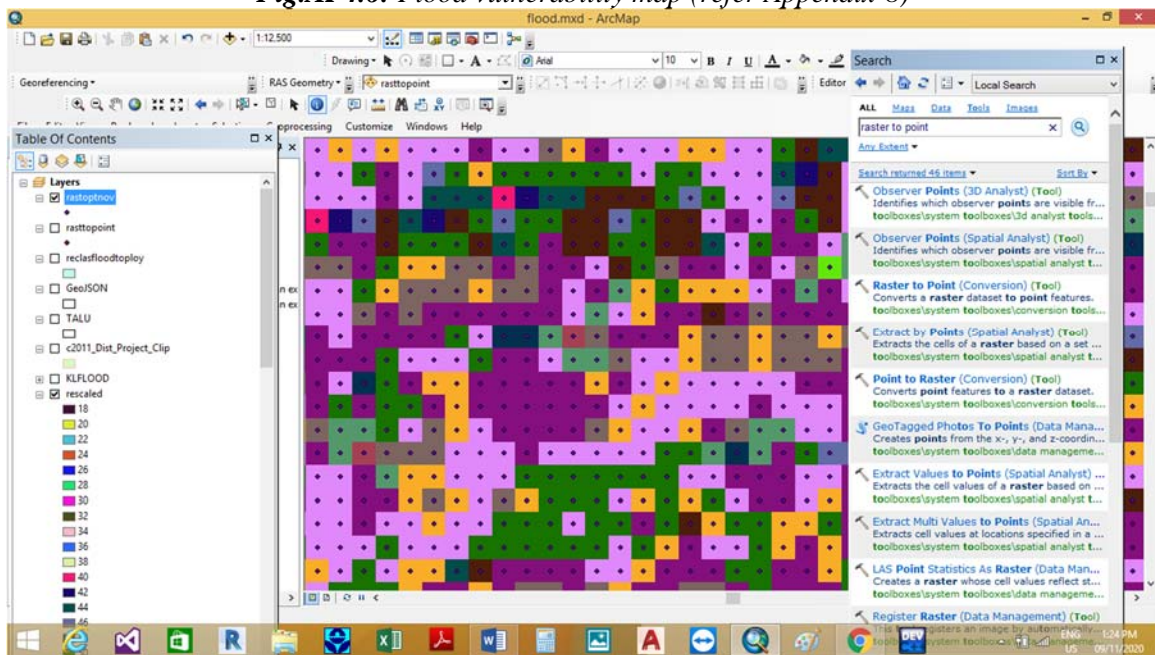 flood.mxd - ArcMap
1:12.500
Drawing
Arial
10
B I U A
Georeferencing
RAS Geometry
rasttopoint
Editor
Customize Windows Help
Table Of Contents
Layers
rastoptnov
rasttopoint
reclasfloodtoploy
GeoJSON
TALU
c2011_Dist_Project_Clip
KLFLOOD
rescaled
18
20
22
24
26
28
30
32
34
36
38
40
42
44
46
Search
Local Search
ALL Maps Data Tools Images
raster to point
Any Extent
Search returned 46 items Sort By
Observer Points (3D Analyst) (Tool)
Identifies which observer points are visible fr...
toolboxes\system toolboxes\3d analyst tools...
Observer Points (Spatial Analyst) (Tool)
Identifies which observer points are visible fr...
toolboxes\system toolboxes\spatial analyst t...
Raster to Point (Conversion) (Tool)
Converts a raster dataset to point features.
toolboxes\system toolboxes\conversion tools...
Extract by Points (Spatial Analyst) (Tool)
Extracts the cells of a raster based on a set ...
toolboxes\system toolboxes\spatial analyst t...
Point to Raster (Conversion) (Tool)
Converts point features to a raster dataset.
toolboxes\system toolboxes\conversion tools...
GeoTagged Photos To Points (Data Mana...
Creates points from the x-, y-, and z-coordin...
toolboxes\system toolboxes\data manageme...
Extract Values to Points (Spatial Analyst) ...
Extracts the cell values of a raster based on ...
toolboxes\system toolboxes\spatial analyst t...
Extract Multi Values to Points (Spatial An...
Extracts cell values at locations specified in a ...
toolboxes\system toolboxes\spatial analyst t...
LAS Point Statistics As Raster (Data Man...
Creates a raster whose cell values reflect st...
toolboxes\system toolboxes\data manageme...
Register Raster (Data Management) (Tool)
registers an image by automatically
DEV
ENG 1:24 PM
US 09/11/2020